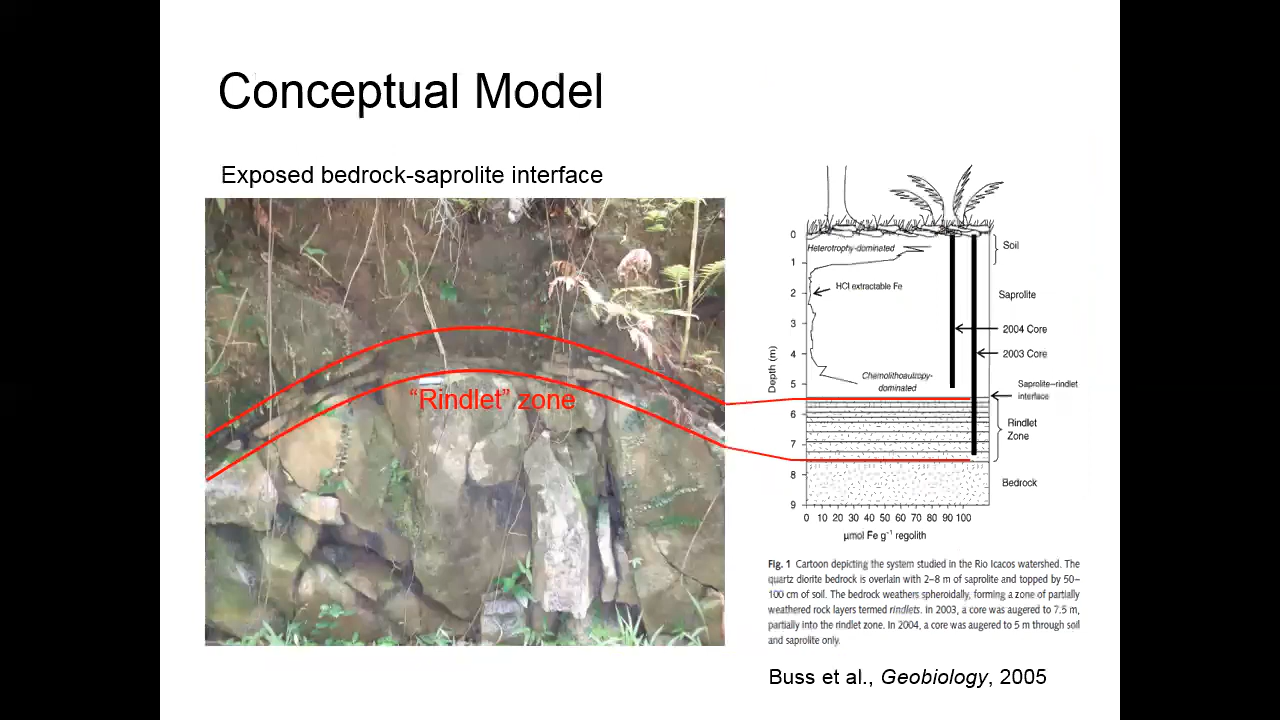 Conceptual Model
Exposed bedrock-saprolite interface
“Rindlet” zone
Depth (m)
0
1
2
3
4
5
6
7
8
9
Heterotrophy-dominated
HCl extractable Fe
Chemolithoautropy-
dominated
Soil
Saprolite
2004 Core
2003 Core
Saprolite–rindlet
interface
Rindlet
Zone
Bedrock
0 10 20 30 40 50 60 70 80 90 100
µmol Fe g⁻¹ regolith
Fig. 1 Cartoon depicting the system studied in the Rio Icacos watershed. The
quartz diorite bedrock is overlain with 2–8 m of saprolite and topped by 50–
100 cm of soil. The bedrock weathers spheroidally, forming a zone of partially
weathered rock layers termed rindlets. In 2003, a core was augered to 7.5 m,
partially into the rindlet zone. In 2004, a core was augered to 5 m through soil
and saprolite only.
Buss et al., Geobiology, 2005